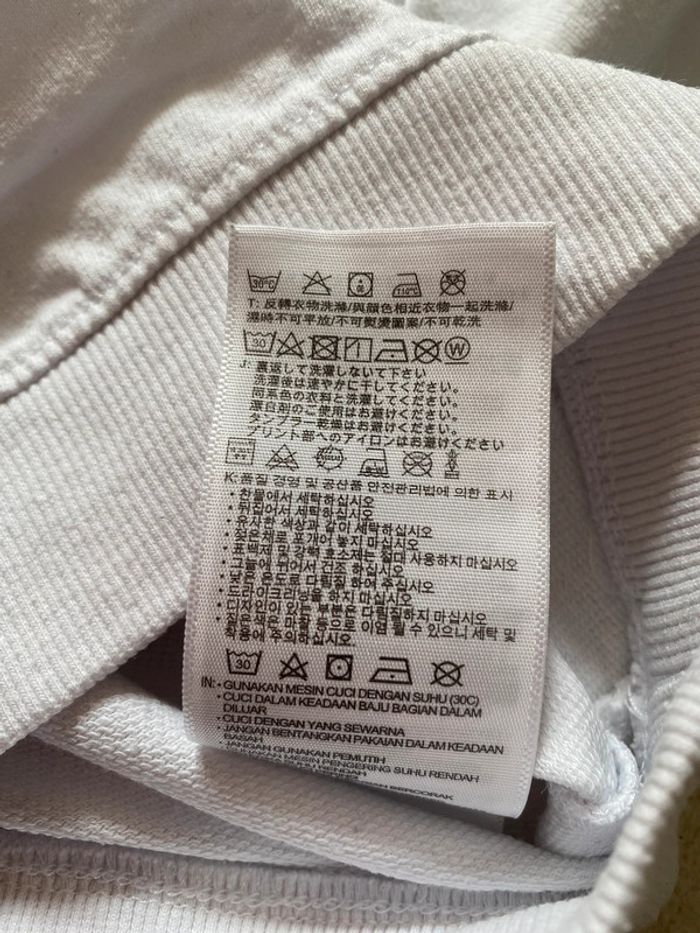 30°C 110°C
T: 反轉衣物洗滌/與顏色相近衣物一起洗滌/
濕時不可平放/不可熨燙圖案/不可乾洗
30 W
J: 裏返して洗濯しないて下さい
洗濯後は速やかに干してください。
同系色の衣料と洗濯してください。
漂白剤のご使用はお避けください。
タンブラー乾燥はお避けください。
プリント部へのアイロンはお避けください
K: 품질 경영 및 공산품 안전관리법에 의한 표시
• 찬물에서 세탁하십시오
• 뒤집어서 세탁하십시오
• 유사한 색상과 같이 세탁하십시오
• 젖은채로 포개어 놓지 마십시오
• 표백제 및 강력 효소제는 절대 사용하지 마십시오
• 그늘에 뉘어서 건조 하십시오
• 낮은 온도로 다림질 하여 주십시오
• 드라이크리닝을 하지 마십시오
• 디자인이 있는 부분은 다림질하지 마십시오
• 짙은색은 마찰 등으로 이염 될 수 있으니 세탁 및
착용에 주의하십시오.
30
IN: • GUNAKAN MESIN CUCI DENGAN SUHU (30C)
• CUCI DALAM KEADAAN BAJU BAGIAN DALAM
DILUAR
• CUCI DENGAN YANG SEWARNA
• JANGAN BENTANGKAN PAKAIAN DALAM KEADAAN
BASAH
• JANGAN GUNAKAN PEMUTIH
• GUNAKAN MESIN PENGERING SUHU RENDAH
SUHU RENDAH
BERCORAK